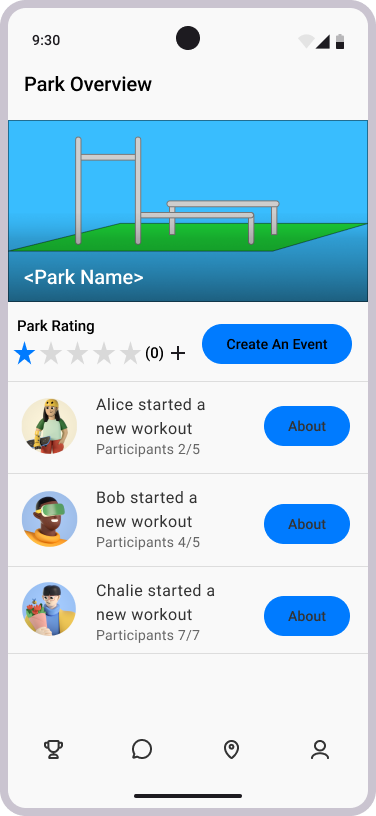 9:30
Park Overview
<Park Name>
Park Rating
(0) +
Create An Event
Alice started a
new workout
Participants 2/5
About
Bob started a
new workout
Participants 4/5
About
Chalie started a
new workout
Participants 7/7
About